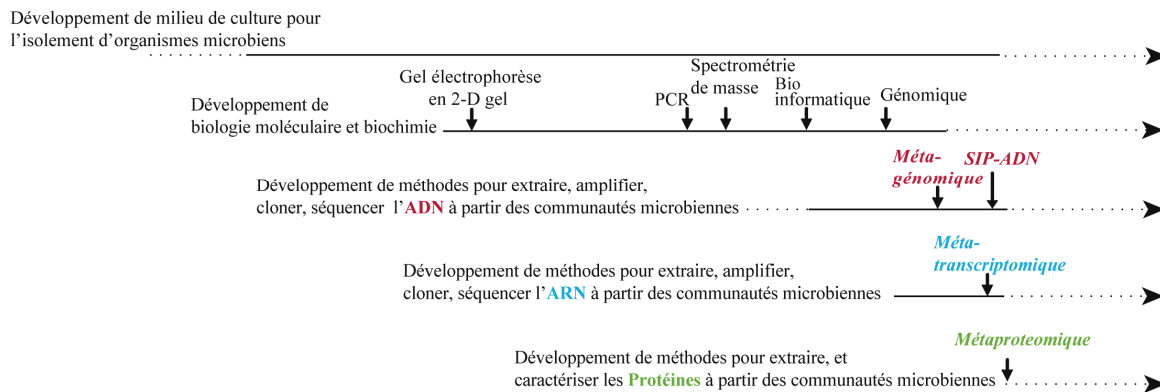 Développement de milieu de culture pour
l'isolement d'organismes microbiens
Gel électrophorèse
en 2-D gel
PCR
Spectrométrie
de masse
Bio
informatique
Génomique
Développement de
biologie moléculaire et biochimie
Méta-
génomique
SIP-ADN
Développement de méthodes pour extraire, amplifier,
cloner, séquencer l'ADN à partir des communautés microbiennes
Méta-
transcriptomique
Développement de méthodes pour extraire, amplifier,
cloner, séquencer l'ARN à partir des communautés microbiennes
Métaproteomique
Développement de méthodes pour extraire, et
caractériser les Protéines à partir des communautés microbiennes